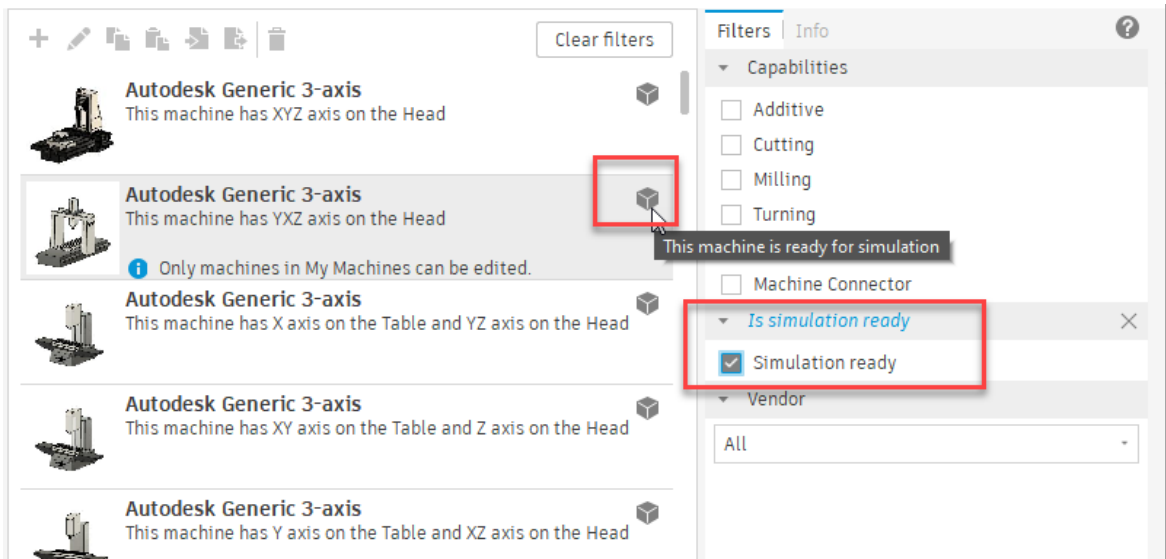 Clear filters
Autodesk Generic 3-axis
This machine has XYZ axis on the Head
Autodesk Generic 3-axis
This machine has YXZ axis on the Head
Only machines in My Machines can be edited.
Autodesk Generic 3-axis
This machine has X axis on the Table and YZ axis on the Head
Autodesk Generic 3-axis
This machine has XY axis on the Table and Z axis on the Head
Autodesk Generic 3-axis
This machine has Y axis on the Table and XZ axis on the Head
Filters | Info
Capabilities
Additive
Cutting
Milling
Turning
This machine is ready for simulation
Machine Connector
Is simulation ready
Simulation ready
Vendor
All